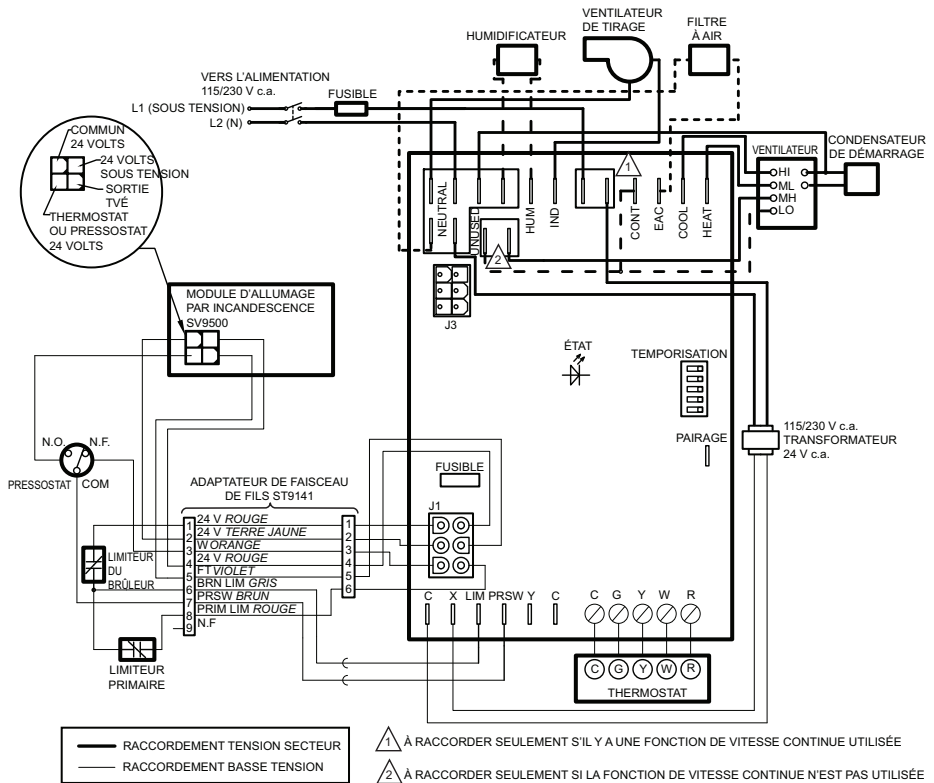 VENTILATEUR
DE TIRAGE
FILTRE
À AIR
HUMIDIFICATEUR
VERS L'ALIMENTATION
115/230 V c.a.
FUSIBLE
L1 (SOUS TENSION)
L2 (N)
COMMUN
24 VOLTS
24 VOLTS
SOUS TENSION
SORTIE
TVÉ
THERMOSTAT
OU PRESSOSTAT
24 VOLTS
CONDENSATEUR
DE DÉMARRAGE
VENTILATEUR
HI
ML
MH
LO
1
NEUTRAL
UNUSED
HUM
IND
CONT
EAC
COOL
HEAT
2
J3
MODULE D'ALLUMAGE
PAR INCANDESCENCE
SV9500
ÉTAT
TEMPORISATION
PAIRAGE
115/230 V c.a.
TRANSFORMATEUR
24 V c.a.
N.O.
N.F.
PRESSOSTAT
COM
ADAPTATEUR DE FAISCEAU
DE FILS ST9141
FUSIBLE
J1
1 24 V ROUGE 1
2 24 V TERRE JAUNE 2
3 W ORANGE 3
4 24 V ROUGE 4
5 FT VIOLET 5
6 BRN LIM GRIS 6
7 PRSW BRUN
8 PRIM LIM ROUGE
9 N.F
LIMITEUR
DU
BRÛLEUR
LIMITEUR
PRIMAIRE
C X LIM PRSW Y C
C G Y W R
C G Y W R
THERMOSTAT
RACCORDEMENT TENSION SECTEUR
RACCORDEMENT BASSE TENSION
1 À RACCORDER SEULEMENT S'IL Y A UNE FONCTION DE VITESSE CONTINUE UTILISÉE
2 À RACCORDER SEULEMENT SI LA FONCTION DE VITESSE CONTINUE N'EST PAS UTILISÉE